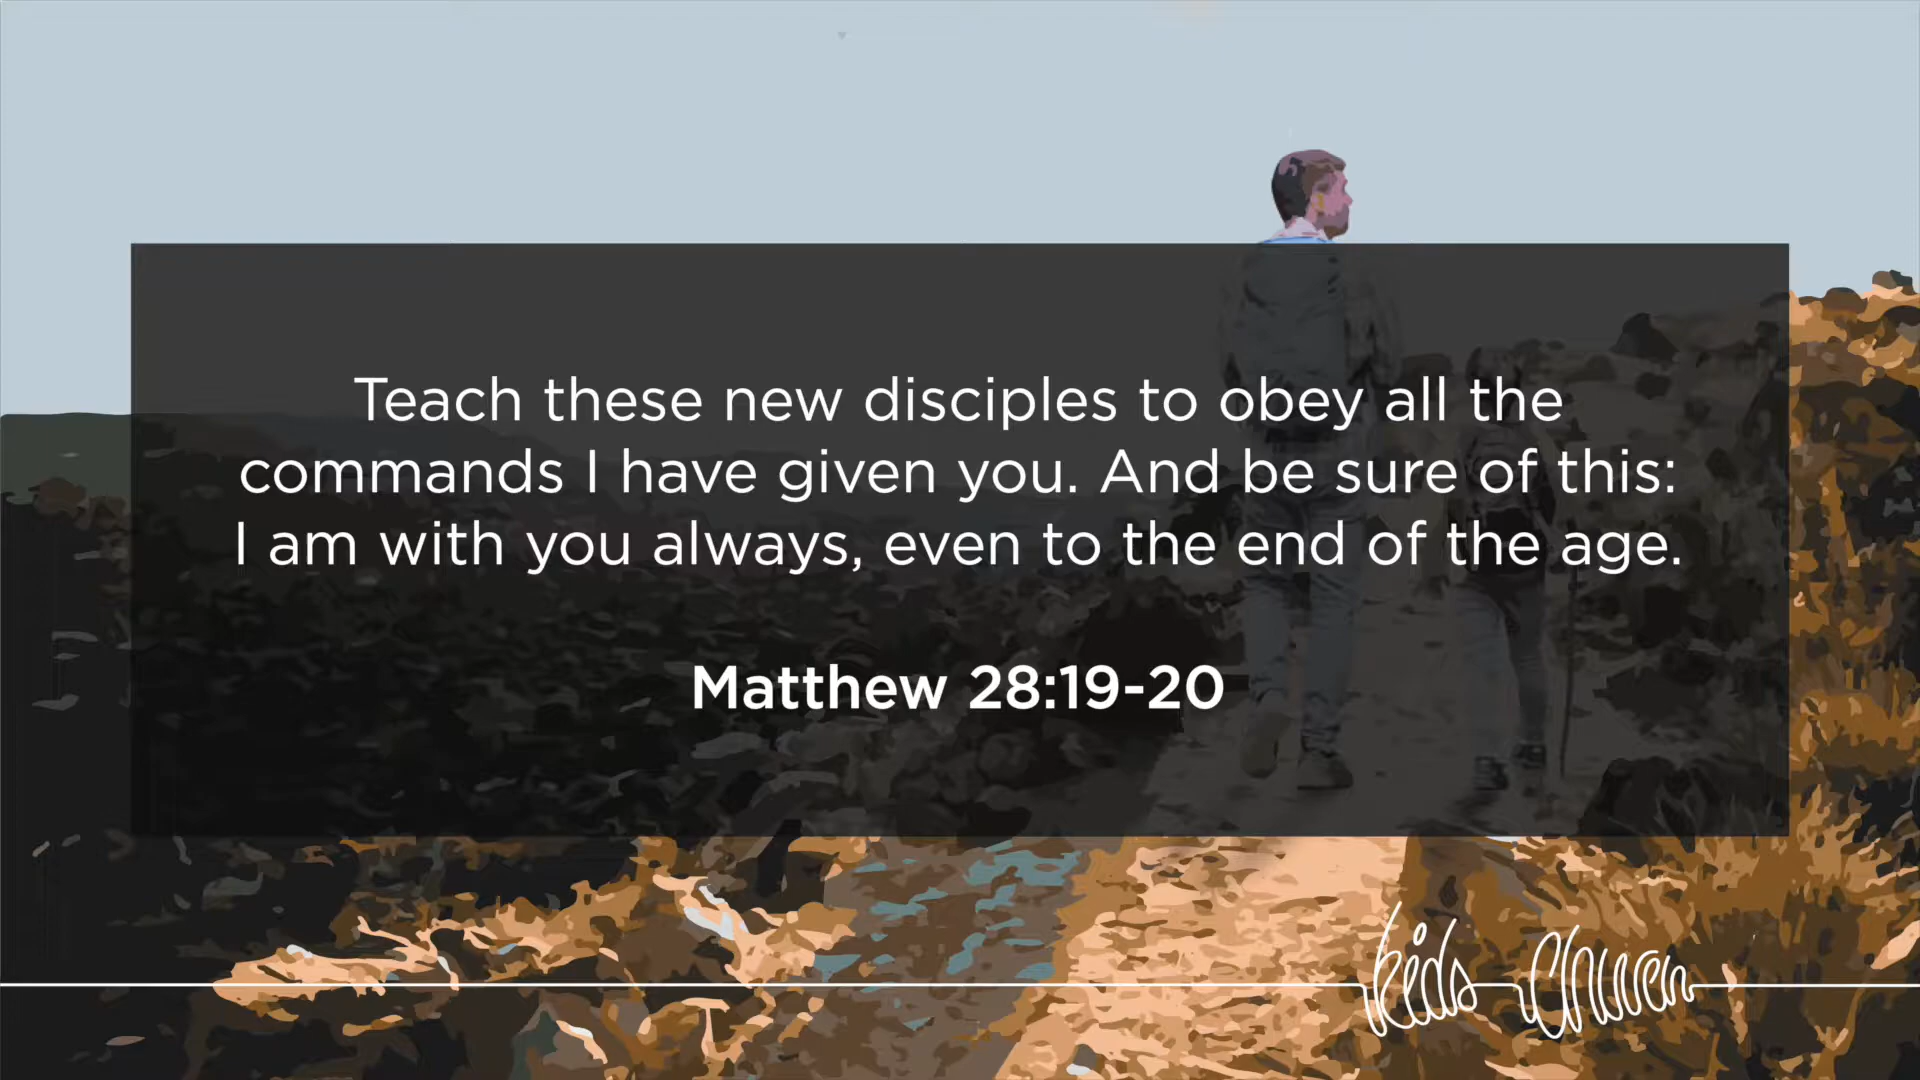 Teach these new disciples to obey all the
commands I have given you. And be sure of this:
I am with you always, even to the end of the age.
Matthew 28:19-20
kids Church